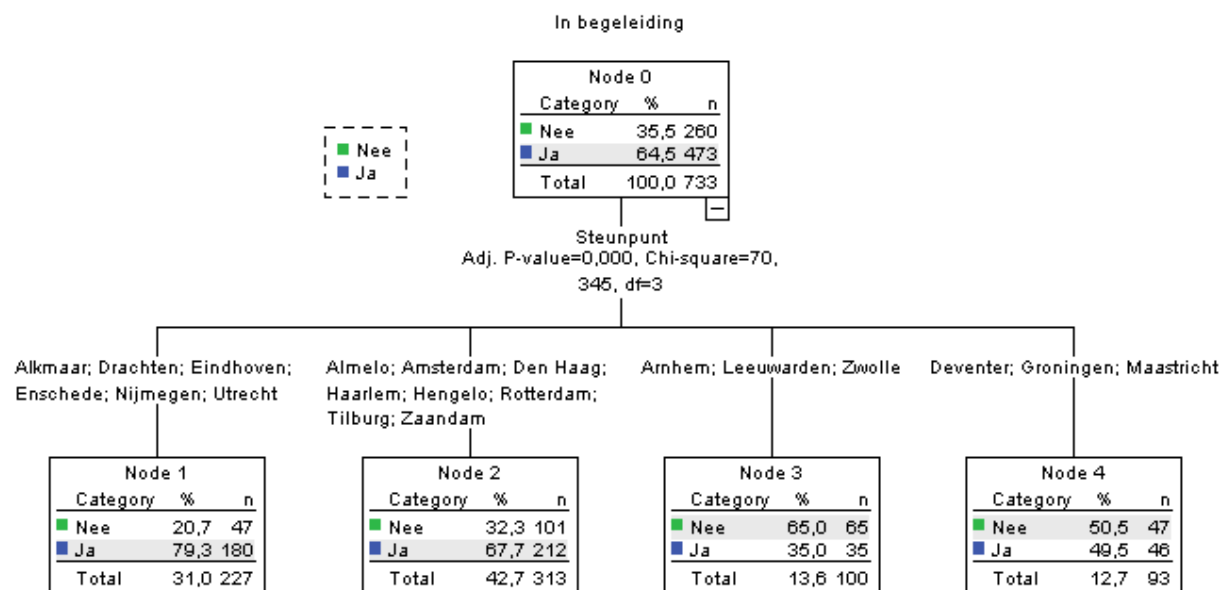 In begeleiding
Node 0
Category % n
Nee 35,5 260
Ja 64,5 473
Total 100,0 733
Nee
Ja
Steunpunt
Adj. P-value=0,000, Chi-square=70,
345, df=3
Alkmaar; Drachten; Eindhoven;
Enschede; Nijmegen; Utrecht
Almelo; Amsterdam; Den Haag;
Haarlem; Hengelo; Rotterdam;
Tilburg; Zaandam
Arnhem; Leeuwarden; Zwolle
Deventer; Groningen; Maastricht
Node 1
Category % n
Nee 20,7 47
Ja 79,3 180
Total 31,0 227
Node 2
Category % n
Nee 32,3 101
Ja 67,7 212
Total 42,7 313
Node 3
Category % n
Nee 65,0 65
Ja 35,0 35
Total 13,6 100
Node 4
Category % n
Nee 50,5 47
Ja 49,5 46
Total 12,7 93